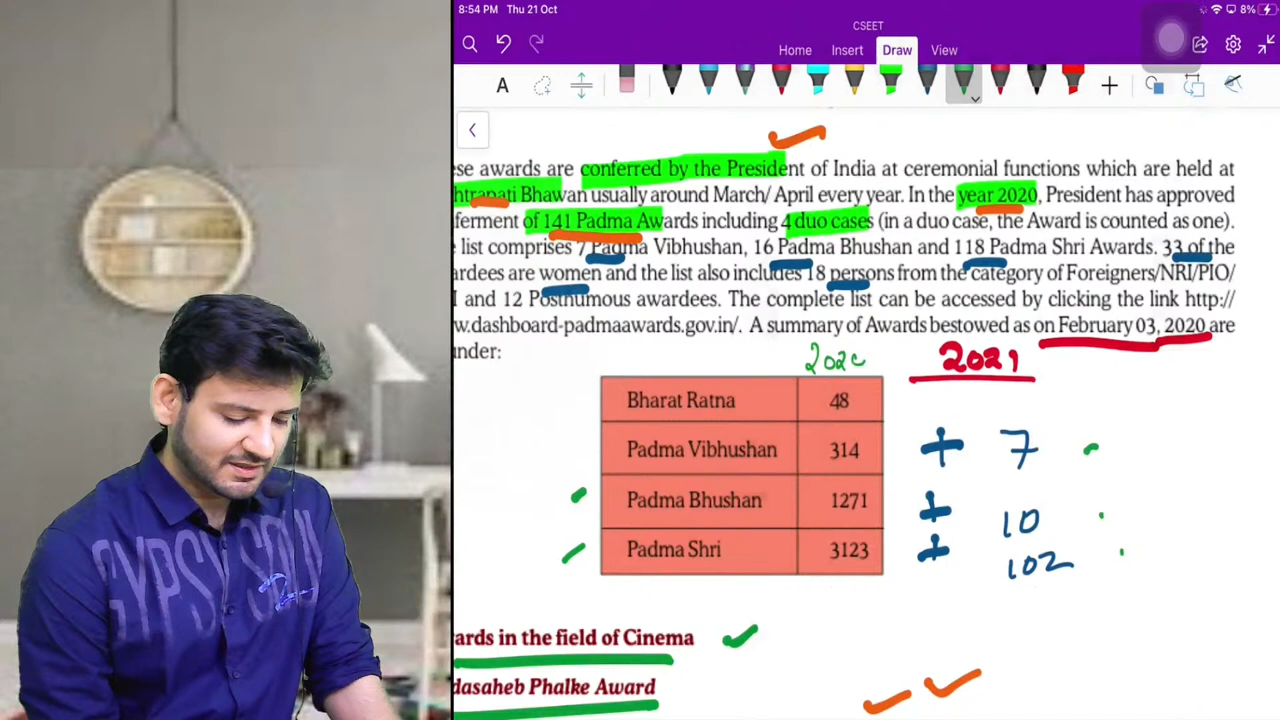 8:54 PM Thu 21 Oct
8%
CSEET
Home Insert Draw View
A
ese awards are conferred by the President of India at ceremonial functions which are held at
htrapati Bhawan usually around March/ April every year. In the year 2020, President has approved
ferment of 141 Padma Awards including 4 duo cases (in a duo case, the Award is counted as one).
e list comprises 7 Padma Vibhushan, 16 Padma Bhushan and 118 Padma Shri Awards. 33 of the
ardees are women and the list also includes 18 persons from the category of Foreigners/NRI/PIO/
I and 12 Posthumous awardees. The complete list can be accessed by clicking the link http://
w.dashboard-padmaawards.gov.in/. A summary of Awards bestowed as on February 03, 2020 are
under:
2020 2021
Bharat Ratna 48
Padma Vibhushan 314 + 7
Padma Bhushan 1271 + 10
Padma Shri 3123 + 102
ards in the field of Cinema
dasaheb Phalke Award
GYPSY SOUL